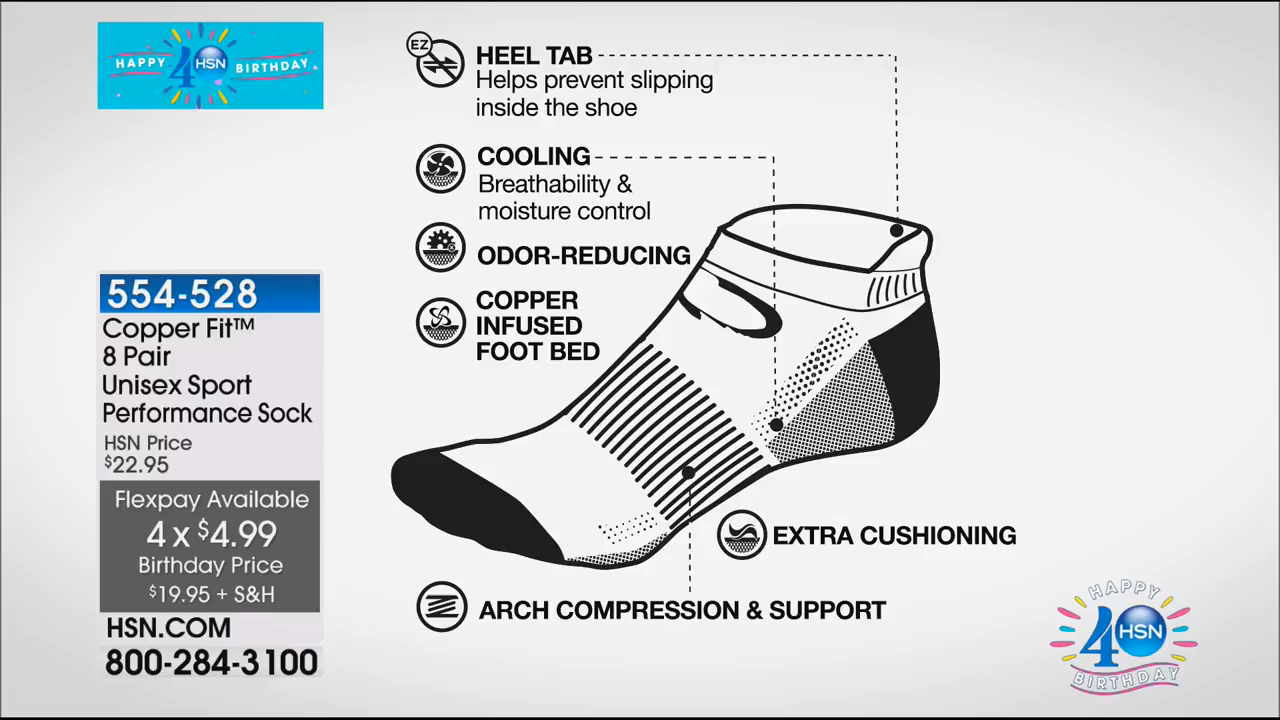 HAPPY 40 HSN BIRTHDAY
EZ
HEEL TAB
Helps prevent slipping
inside the shoe
COOLING
Breathability &
moisture control
ODOR-REDUCING
COPPER
INFUSED
FOOT BED
EXTRA CUSHIONING
ARCH COMPRESSION & SUPPORT
554-528
Copper Fit™
8 Pair
Unisex Sport
Performance Sock
HSN Price
$22.95
Flexpay Available
4 x $4.99
Birthday Price
$19.95 + S&H
HSN.COM
800-284-3100
HAPPY
40 HSN
BIRTHDAY